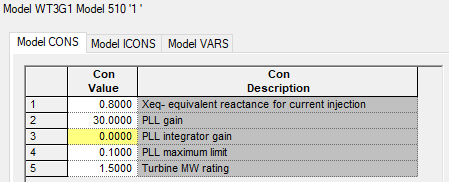 Model WT3G1 Model 510 '1 '
Model CONS Model ICONS Model VARS
Con Value Con Description
1 0.8000 Xeq- equivalent reactance for current injection
2 30.0000 PLL gain
3 0.0000 PLL integrator gain
4 0.1000 PLL maximum limit
5 1.5000 Turbine MW rating